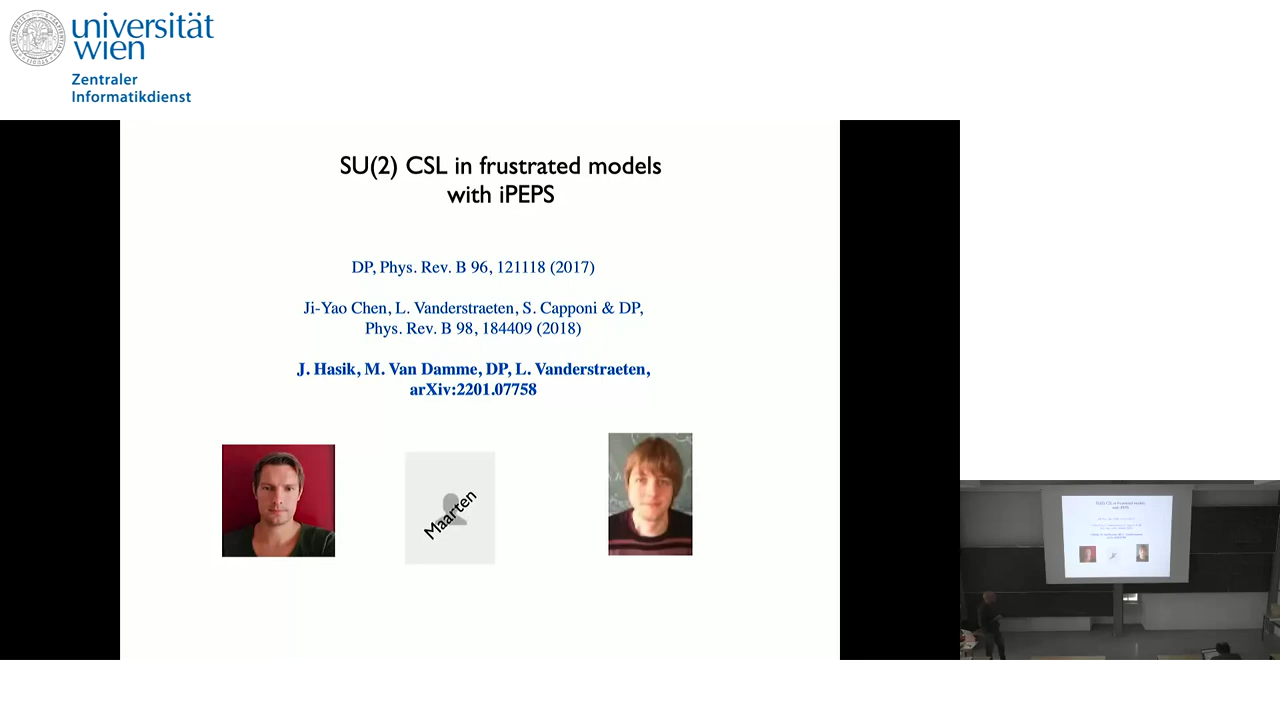 universität
wien
Zentraler
Informatikdienst
SU(2) CSL in frustrated models
with iPEPS
DP, Phys. Rev. B 96, 121118 (2017)
Ji-Yao Chen, L. Vanderstraeten, S. Capponi & DP,
Phys. Rev. B 98, 184409 (2018)
J. Hasik, M. Van Damme, DP, L. Vanderstraeten,
arXiv:2201.07758
Maarten